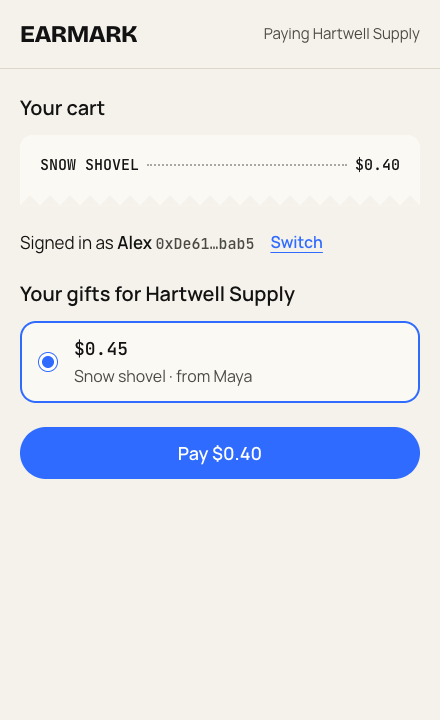 EARMARK
Paying Hartwell Supply
Your cart
SNOW SHOVEL $0.40
Signed in as Alex 0xDe61…bab5 Switch
Your gifts for Hartwell Supply
$0.45
Snow shovel · from Maya
Pay $0.40